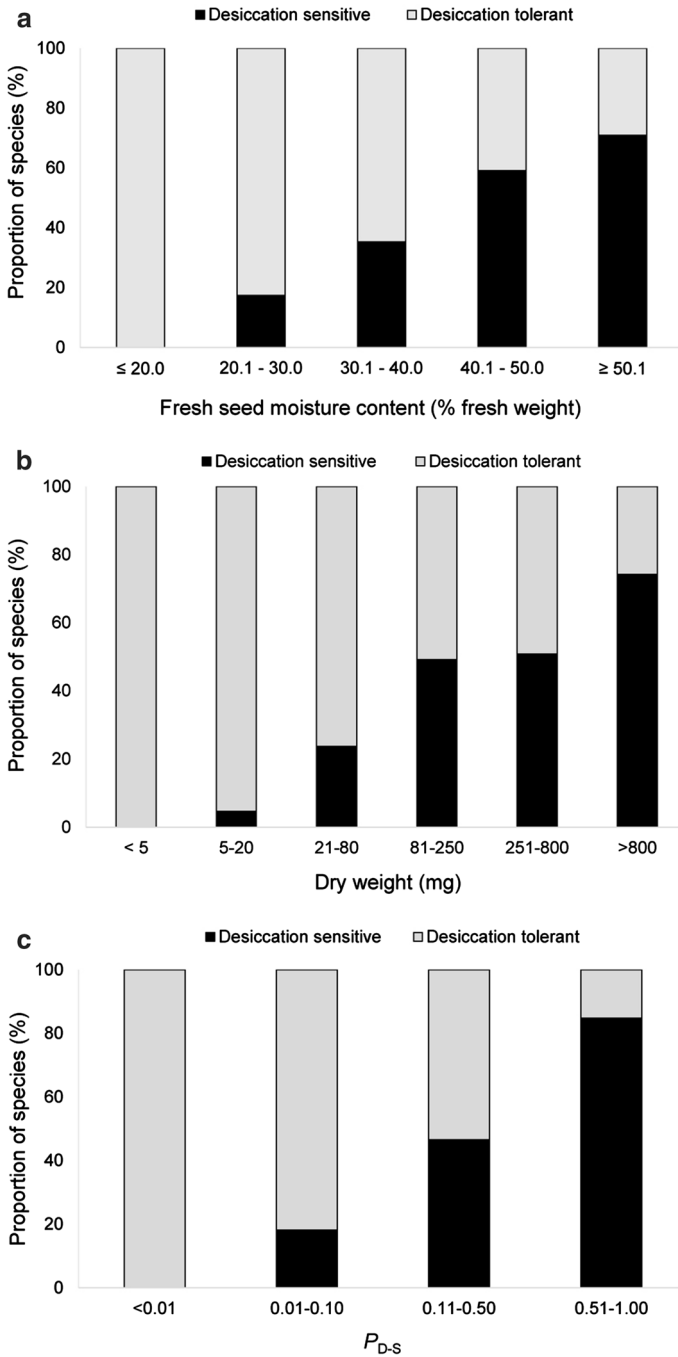 a
Desiccation sensitive Desiccation tolerant
Proportion of species (%)
100
80
60
40
20
0
≤ 20.0 20.1 - 30.0 30.1 - 40.0 40.1 - 50.0 ≥ 50.1
Fresh seed moisture content (% fresh weight)
b
Desiccation sensitive Desiccation tolerant
Proportion of species (%)
100
80
60
40
20
0
< 5 5-20 21-80 81-250 251-800 >800
Dry weight (mg)
c
Desiccation sensitive Desiccation tolerant
Proportion of species (%)
100
80
60
40
20
0
<0.01 0.01-0.10 0.11-0.50 0.51-1.00
P D-S